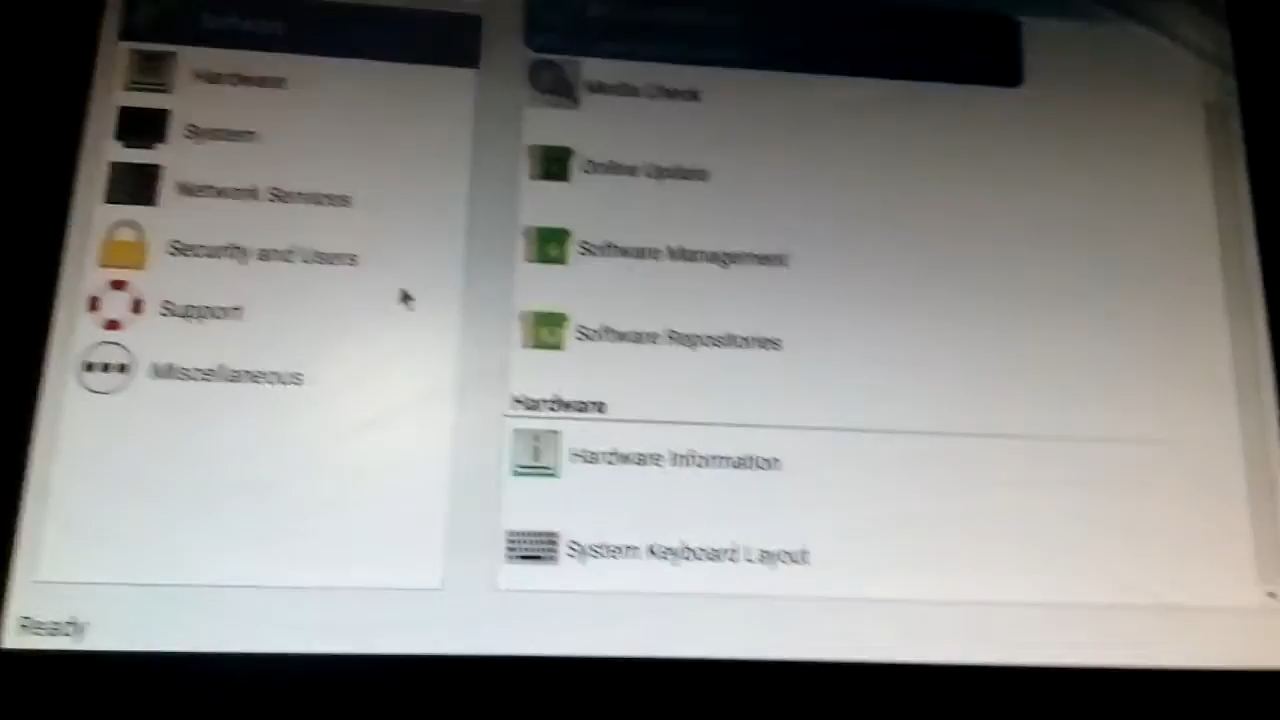 Software
Hardware
System
Network Services
Security and Users
Support
Miscellaneous
Media Check
Online Update
Software Management
Software Repositories
Hardware
Hardware Information
System Keyboard Layout
Ready